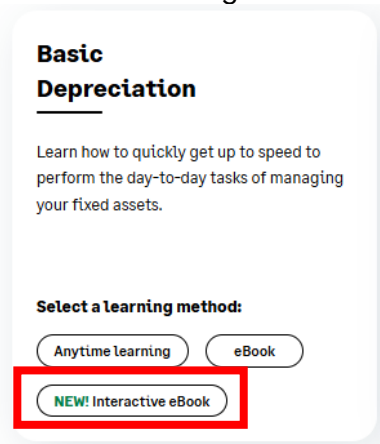 Basic
Depreciation
Learn how to quickly get up to speed to
perform the day-to-day tasks of managing
your fixed assets.
Select a learning method:
Anytime learning eBook
NEW! Interactive eBook